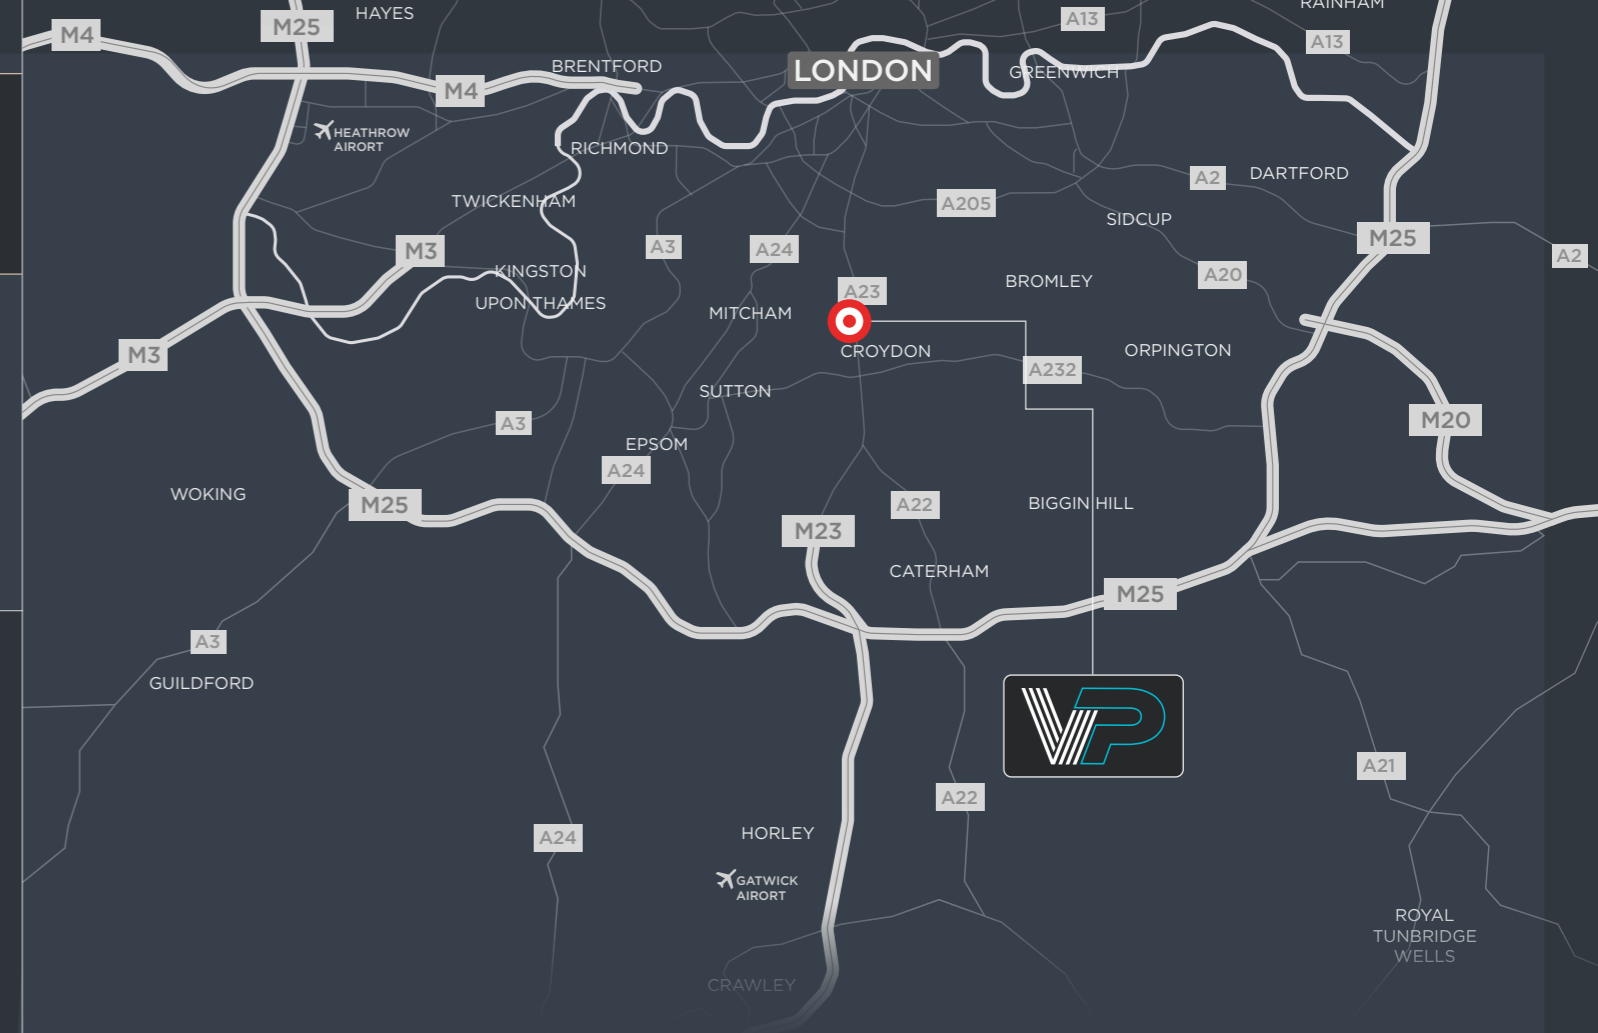 RAINHAM
HAYES
A13
M25
M4
A13
BRENTFORD
LONDON
GREENWICH
M4
HEATHROW
AIRORT
RICHMOND
A2
DARTFORD
TWICKENHAM
A205
SIDCUP
M25
A3
A24
M3
A2
KINGSTON
UPON THAMES
A20
BROMLEY
A23
MITCHAM
M3
CROYDON
ORPINGTON
A232
SUTTON
M20
A3
EPSOM
A24
WOKING
M25
A22
BIGGIN HILL
M23
CATERHAM
M25
A3
GUILDFORD
VP
A21
A22
HORLEY
A24
GATWICK
AIRORT
ROYAL
TUNBRIDGE
WELLS
CRAWLEY